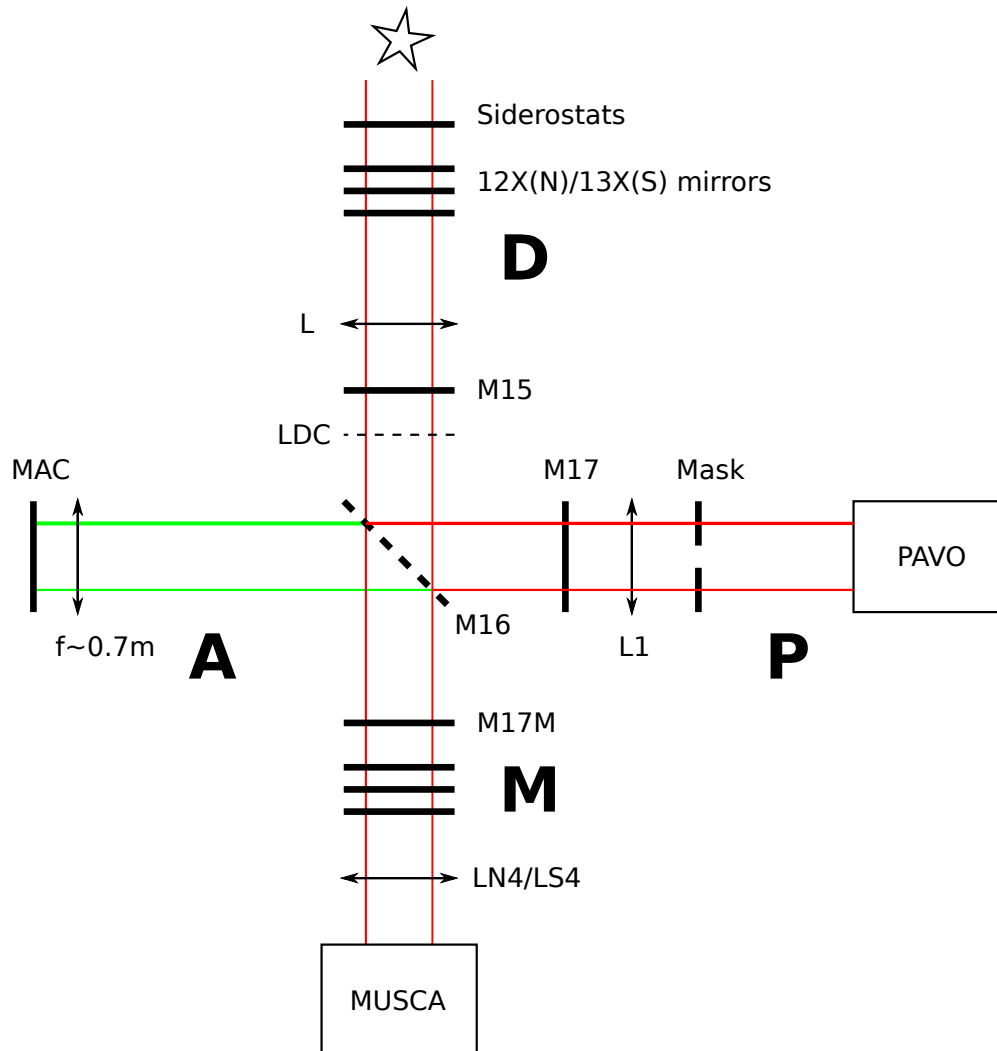 Siderostats
12X(N)/13X(S) mirrors
D
L
M15
LDC
MAC
M17
Mask
PAVO
M16
f~0.7m
A
L1
P
M17M
M
LN4/LS4
MUSCA